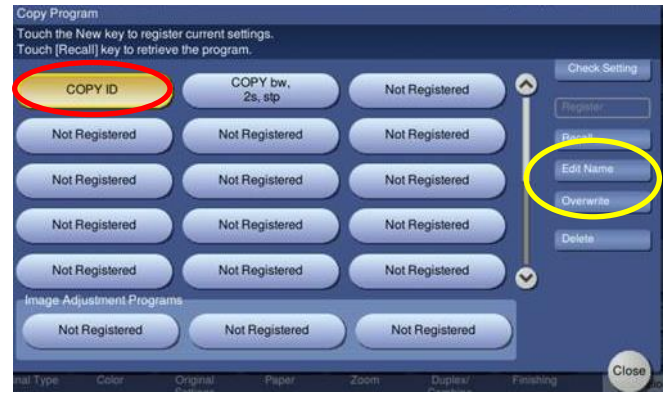 Copy Program
Touch the New key to register current settings.
Touch [Recall] key to retrieve the program.
Check Setting
COPY ID
COPY bw,
2s, stp
Not Registered
Register
Not Registered
Not Registered
Not Registered
Recall
Not Registered
Not Registered
Not Registered
Edit Name
Overwrite
Not Registered
Not Registered
Not Registered
Delete
Not Registered
Not Registered
Not Registered
Image Adjustment Programs
Not Registered
Not Registered
Not Registered
Close
Color
Original
Paper
Zoom
Duplex/
Finishing